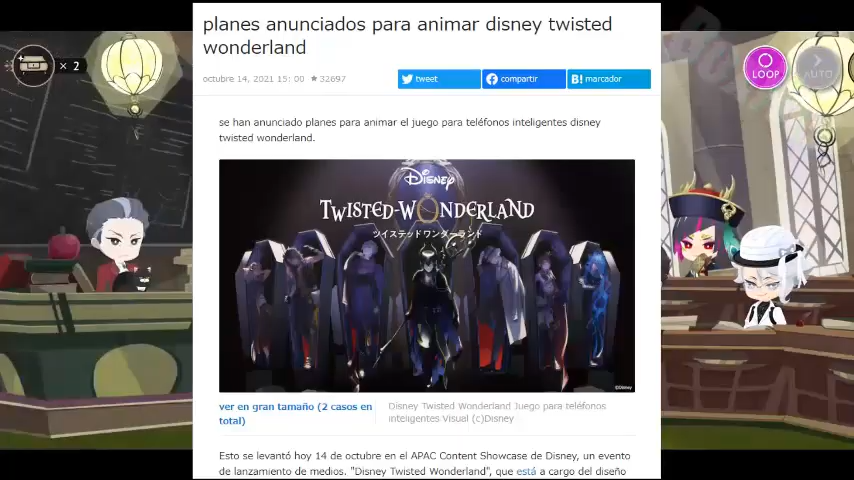 planes anunciados para animar disney twisted
wonderland
octubre 14, 2021 15: 00 ★32697
tweet
compartir
B! marcador
× 2
LOOP
AUTO
se han anunciado planes para animar el juego para teléfonos inteligentes disney
twisted wonderland.
Disney
TWISTED-WONDERLAND
ツイステッドワンダーランド
©Disney
ver en gran tamaño (2 casos en
total)
Disney Twisted Wonderland Juego para teléfonos
inteligentes Visual (c)Disney
Esto se levantó hoy 14 de octubre en el APAC Content Showcase de Disney, un evento
de lanzamiento de medios. "Disney Twisted Wonderland", que está a cargo del diseño